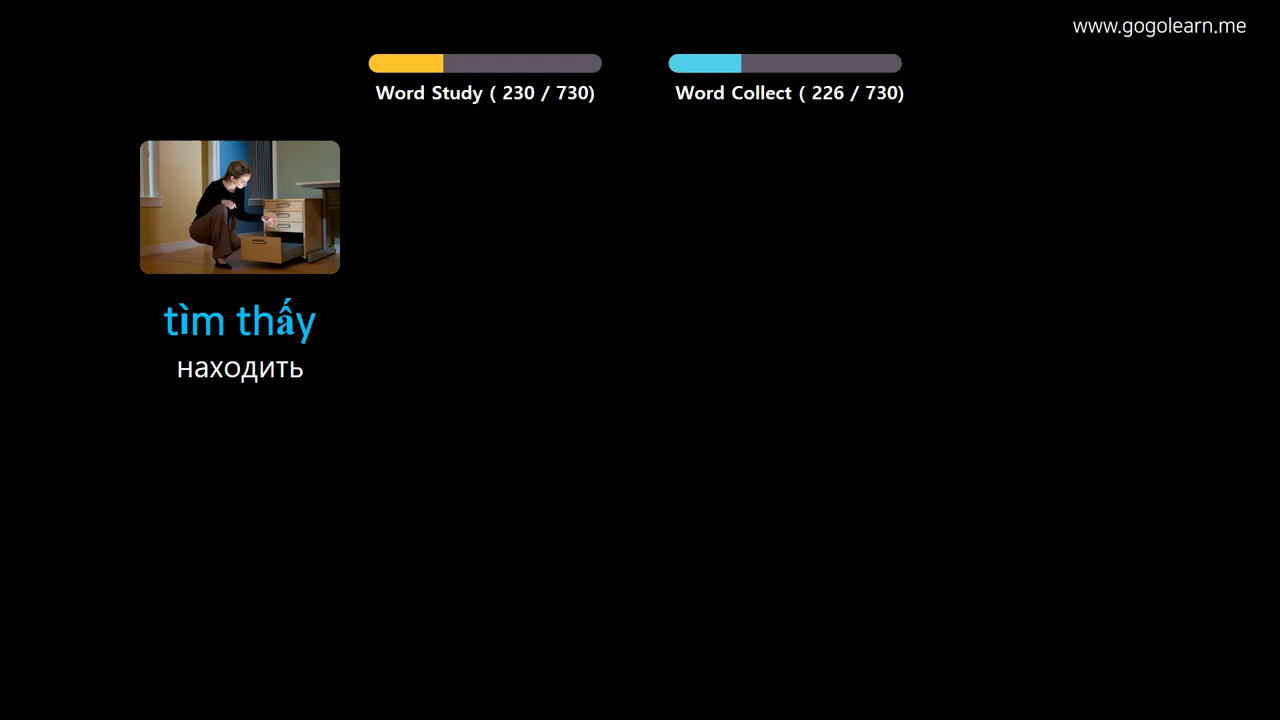 www.gogolearn.me
Word Study ( 230 / 730)
Word Collect ( 226 / 730)
tìm thấy
находить